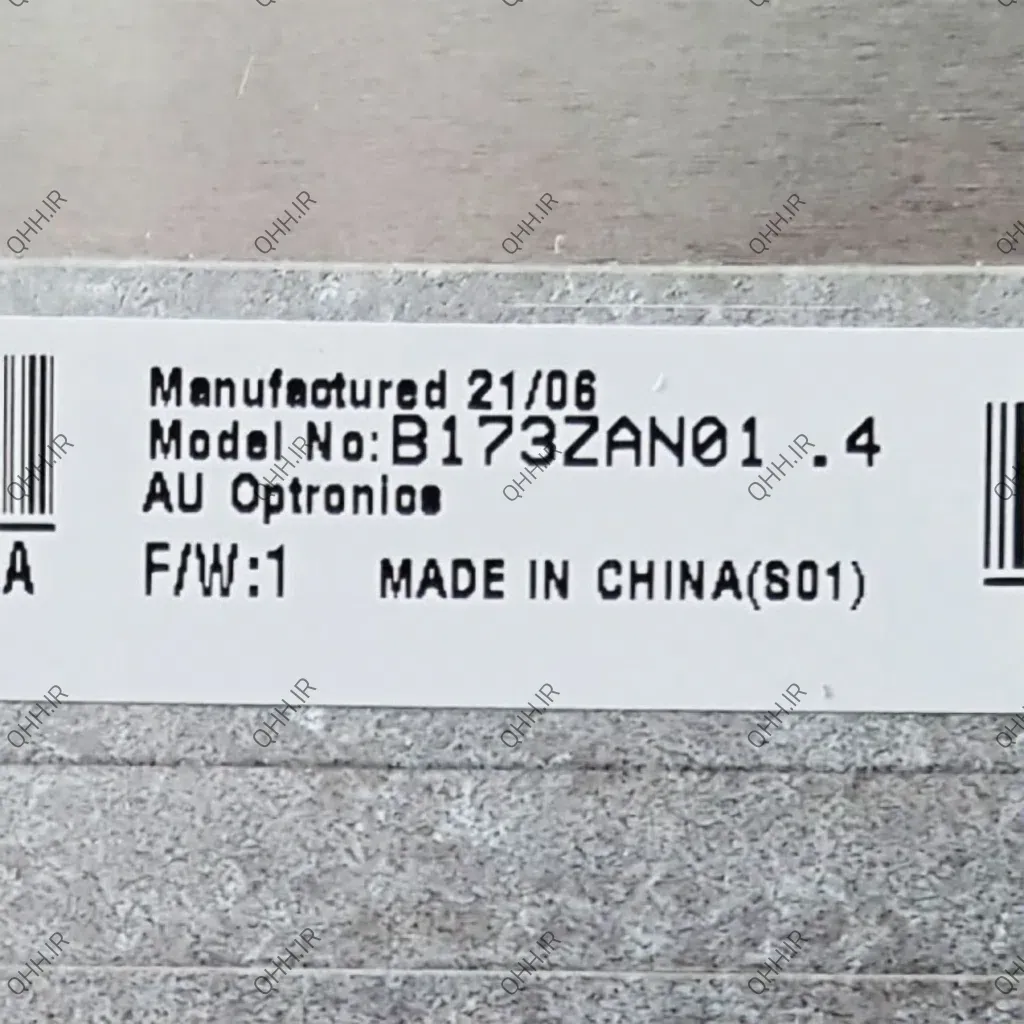 Manufactured 21/06
Model No:B173ZAN01 .4
AU Optronics
F/W:1 MADE IN CHINA(S01)
A
QHH.IR